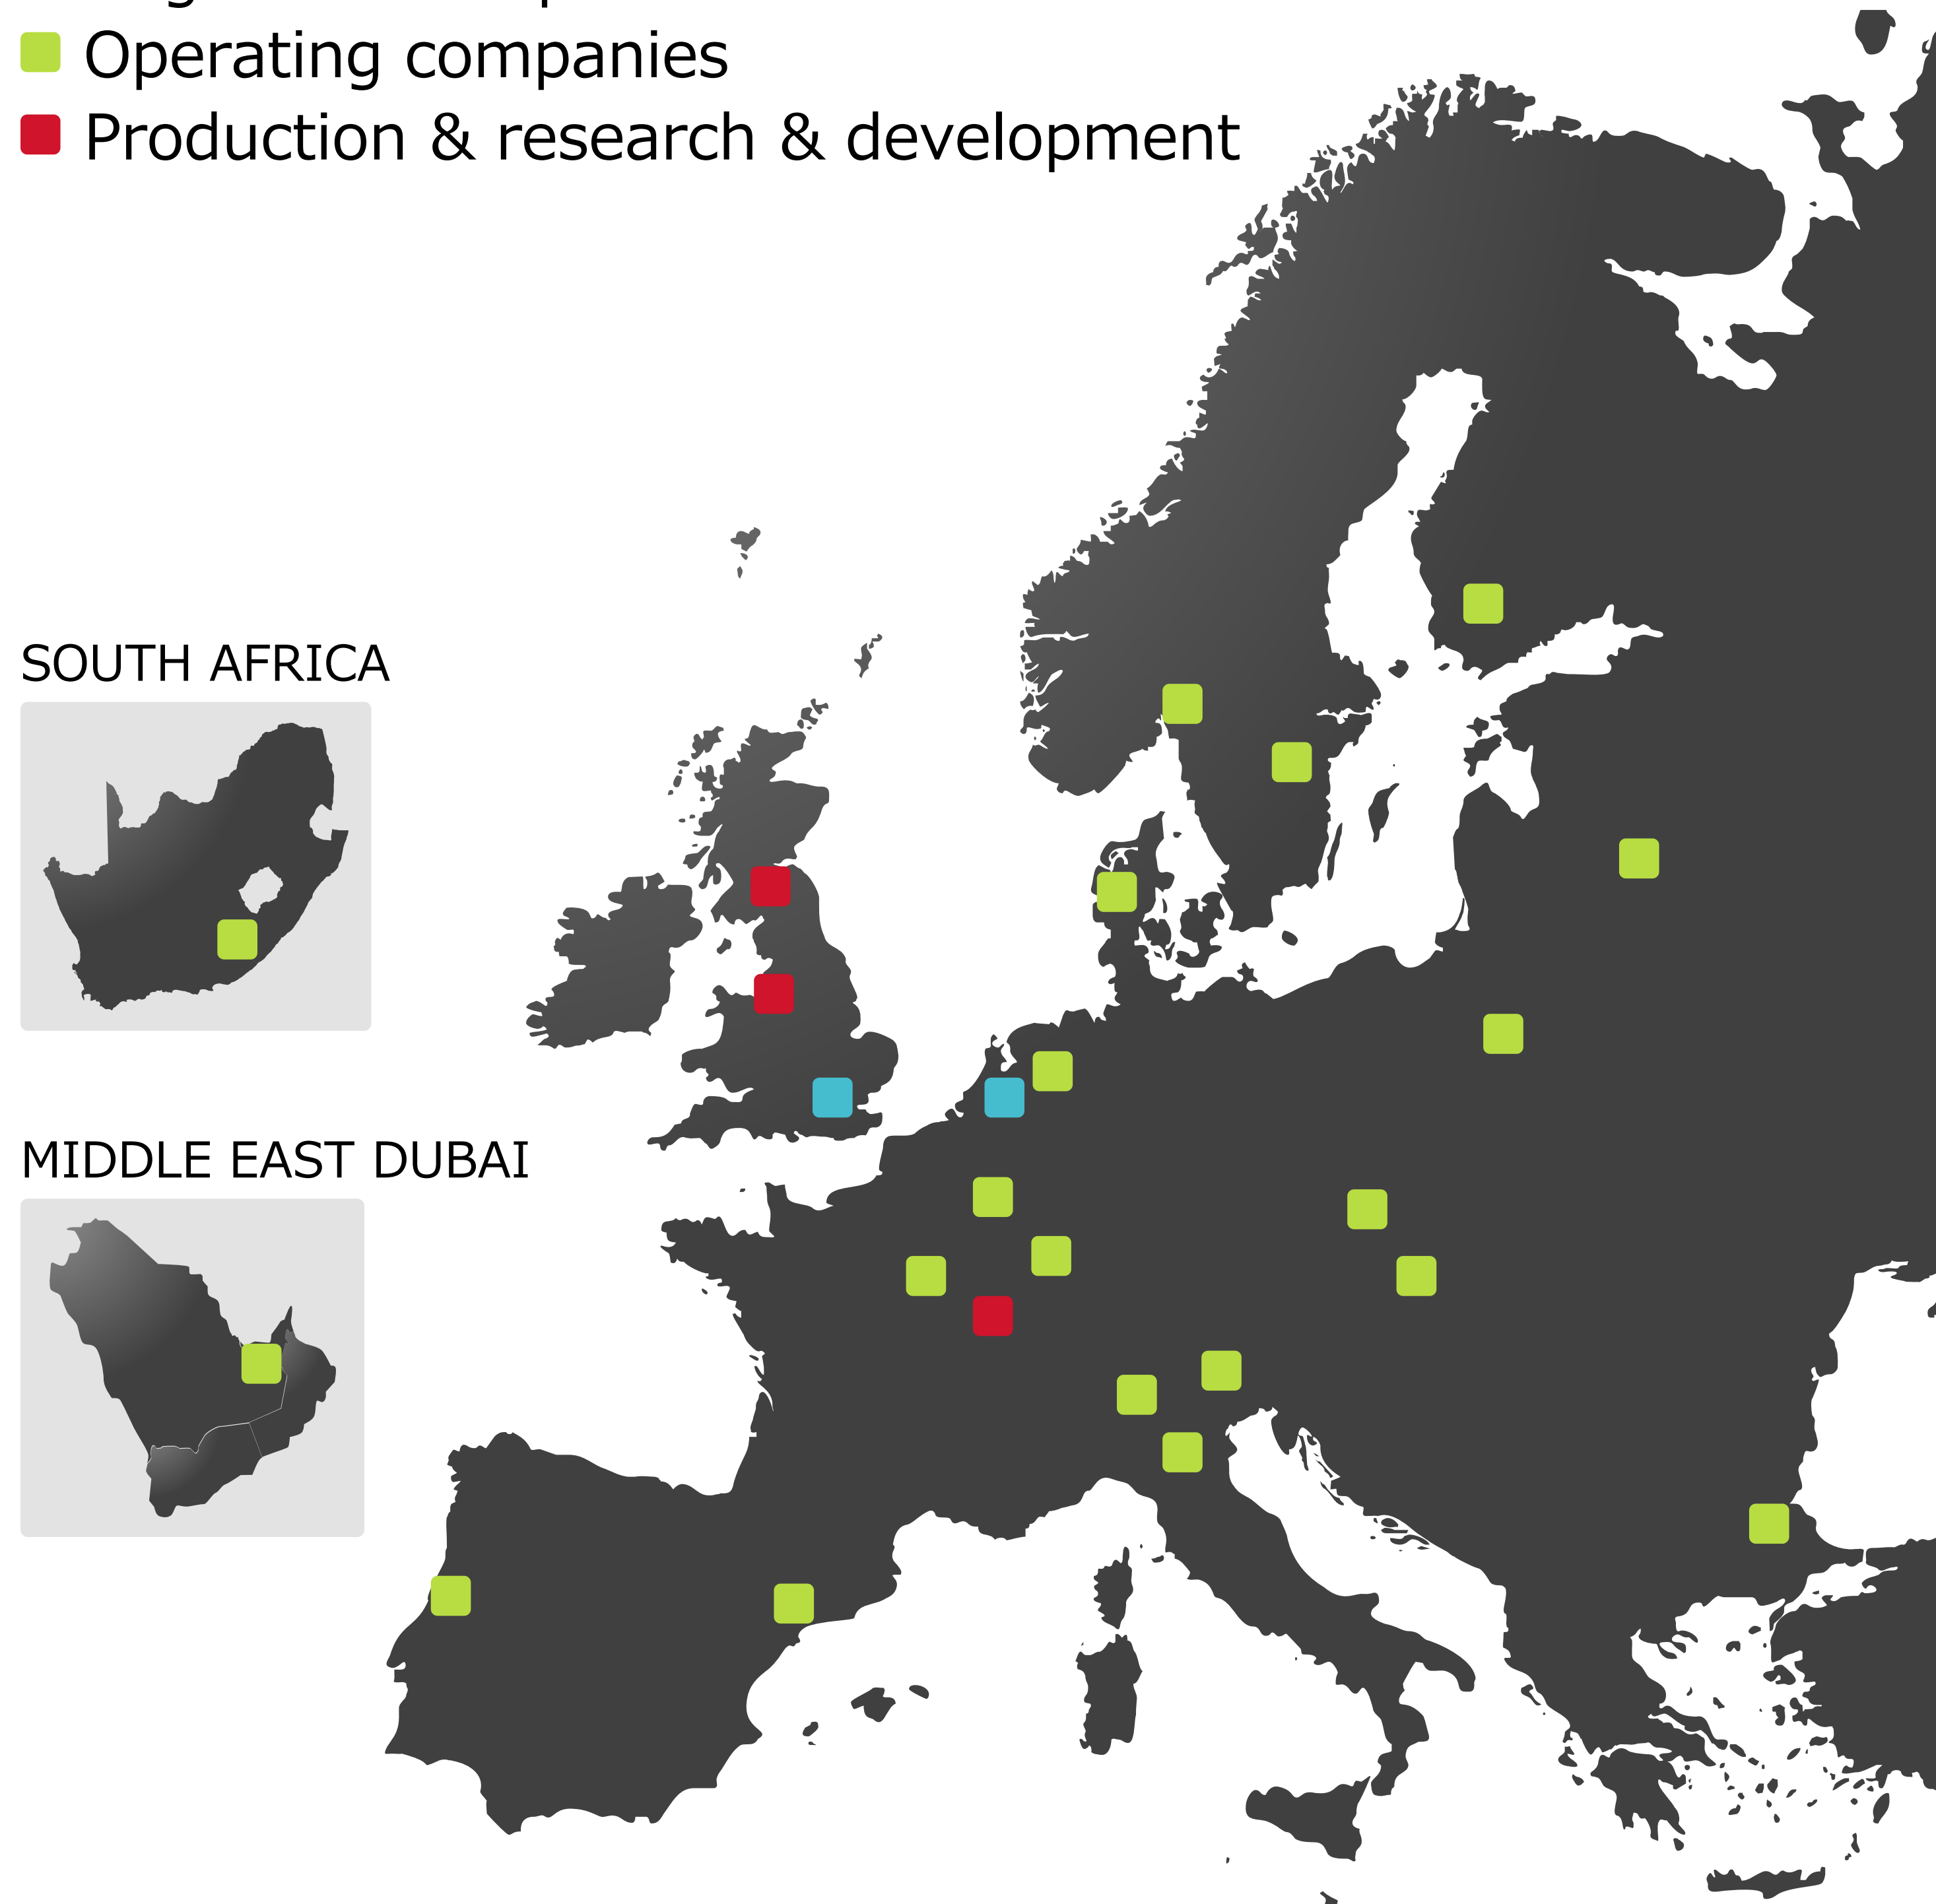 Operating companies
Production & research & development
SOUTH AFRICA
MIDDLE EAST DUBAI